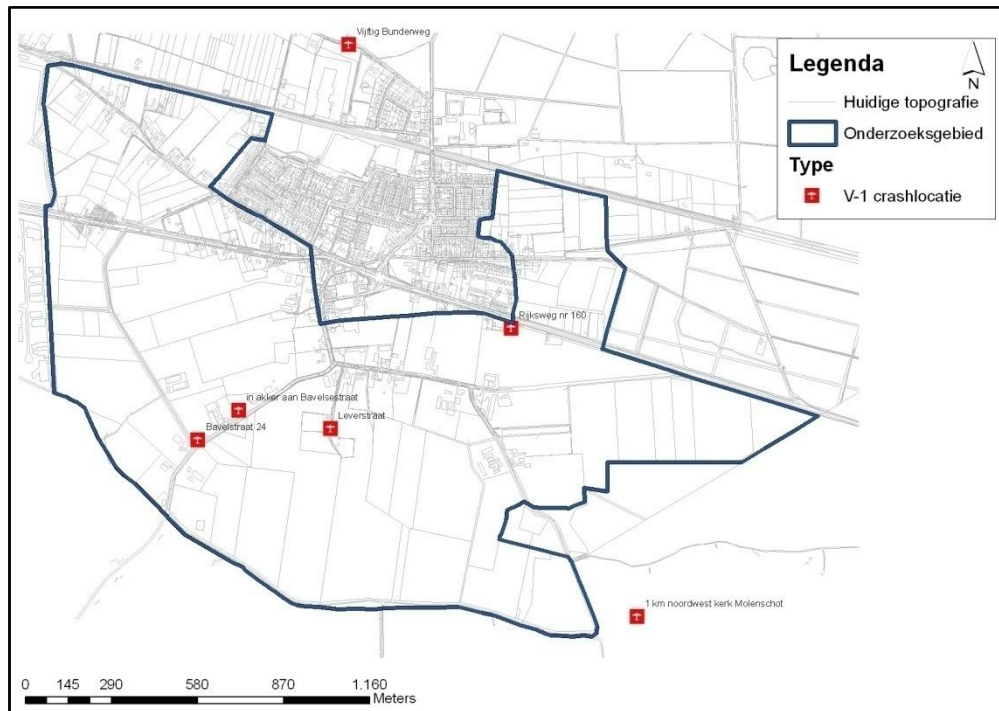 Vijftig Bunderweg
Legenda
N
Huidige topografie
Onderzoeksgebied
Type
V-1 crashlocatie
Rijksweg nr 160
in akker aan Bavelsestraat
Leverstraat
Bavelstraat 24
1 km noordwest kerk Molenschot
0 145 290 580 870 1.160
Meters